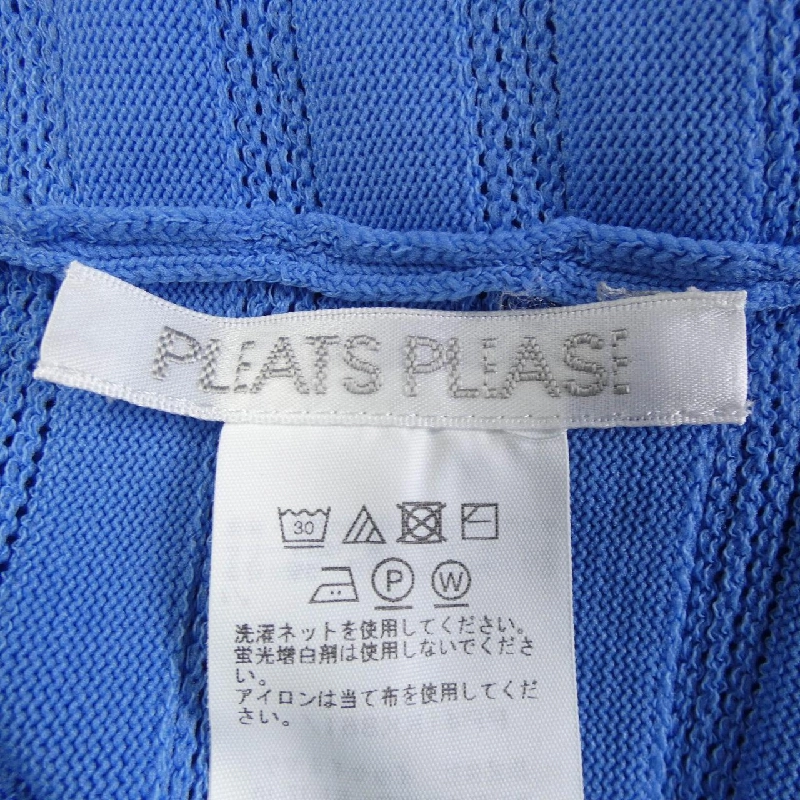 PLEATS PLEASE
30
P W
洗濯ネットを使用してください。
蛍光増白剤は使用しないでくださ
い。
アイロンは当て布を使用してくだ
さい。